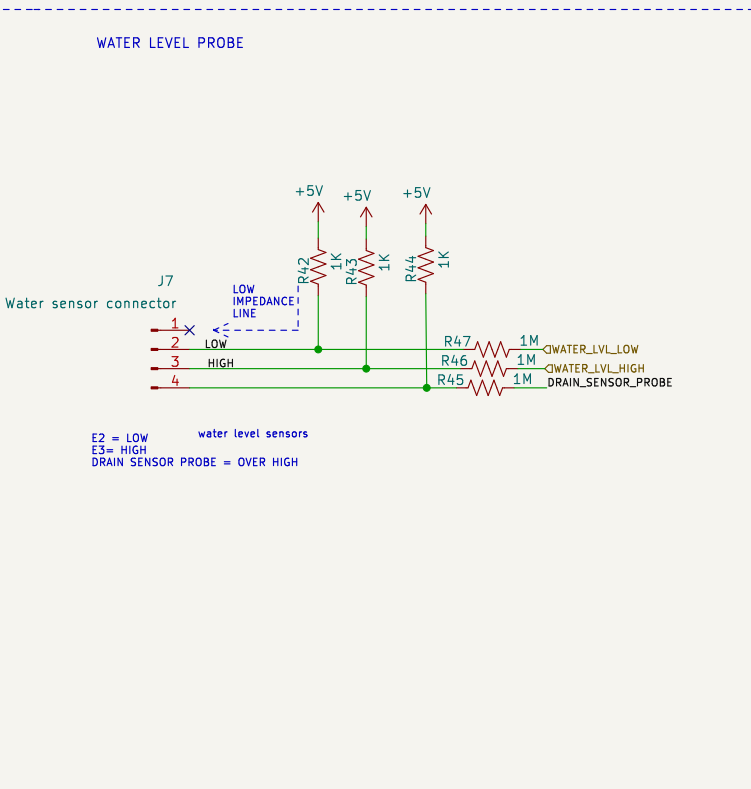 WATER LEVEL PROBE
+5V
+5V
+5V
R42
1K
R43
1K
R44
1K
J7
Water sensor connector
LOW
IMPEDANCE
LINE
1
2
LOW
R47
1M
WATER_LVL_LOW
3
HIGH
R46
1M
WATER_LVL_HIGH
4
R45
1M
DRAIN_SENSOR_PROBE
E2 = LOW
E3= HIGH
DRAIN SENSOR PROBE = OVER HIGH
water level sensors